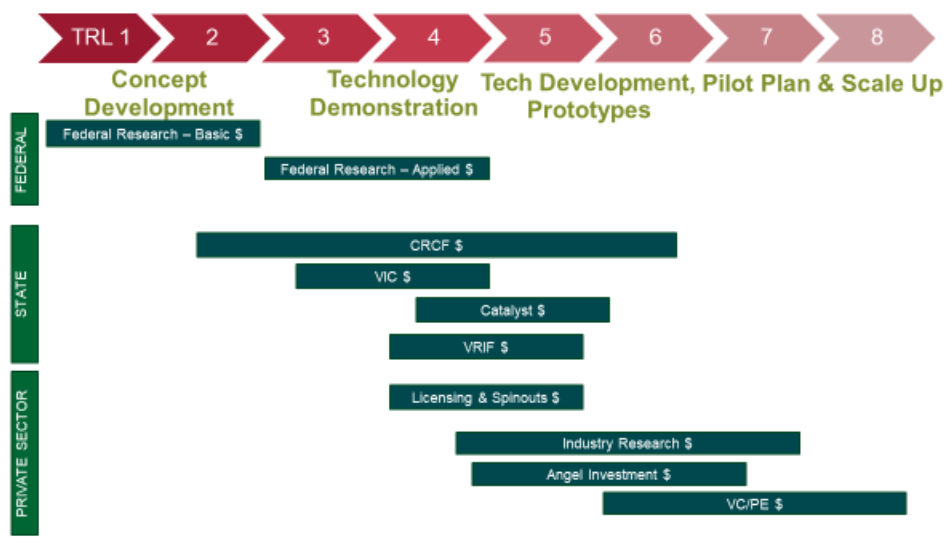 TRL 1 2 3 4 5 6 7 8
Concept
Development
Technology
Demonstration
Tech Development,
Prototypes
Pilot Plan & Scale Up
FEDERAL
Federal Research – Basic $
Federal Research – Applied $
STATE
CRCF $
VIC $
Catalyst $
VRIF $
PRIVATE SECTOR
Licensing & Spinouts $
Industry Research $
Angel Investment $
VC/PE $